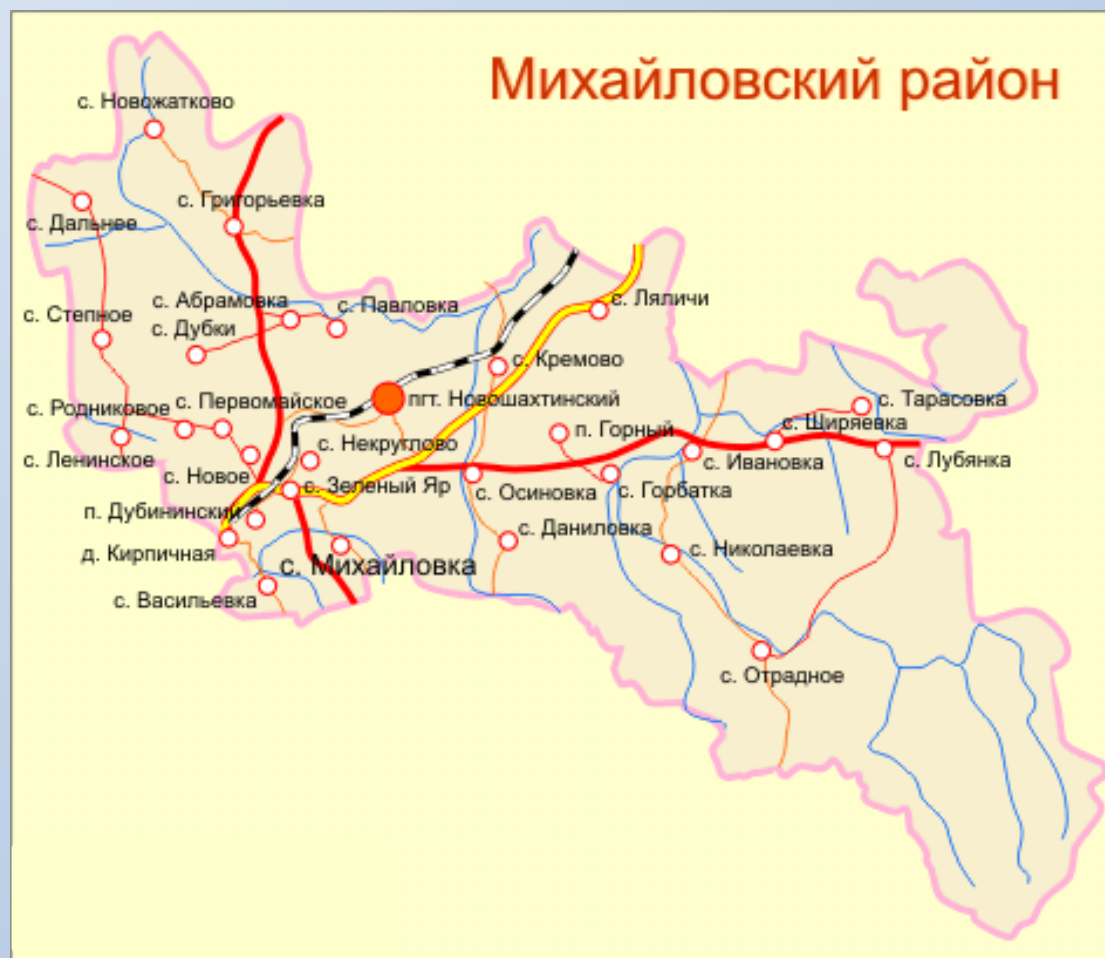 Михайловский район
с. Новожатково
с. Григорьевка
с. Дальнее
с. Абрамовка
с. Павловка
с. Ляличи
с. Степное
с. Дубки
с. Кремово
с. Родниковое
с. Первомайское
пгт. Новошахтинский
с. Тарасовка
с. Ширяевка
п. Горный
с. Некруглово
с. Ленинское
с. Новое
с. Ивановка
с. Лубянка
с. Зеленый Яр
с. Осиновка
с. Горбатка
п. Дубининский
с. Даниловка
д. Кирпичная
с. Николаевка
с. Михайловка
с. Васильевка
с. Отрадное